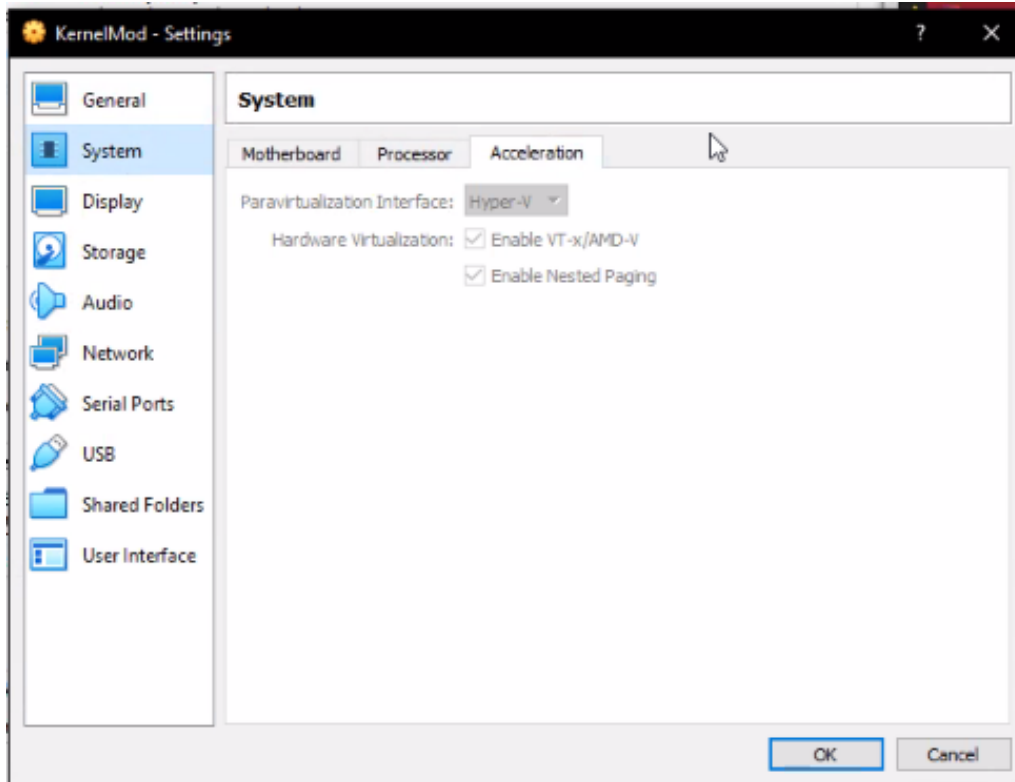 KernelMod - Settings
General
System
Display
Storage
Audio
Network
Serial Ports
USB
Shared Folders
User Interface
System
Motherboard Processor Acceleration
Paravirtualization Interface: Hyper-V
Hardware Virtualization: Enable VT-x/AMD-V
Enable Nested Paging
OK Cancel